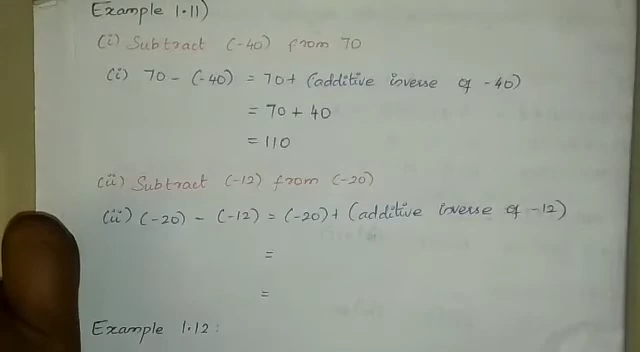 Example 1.11)
(i) Subtract (-40) from 70
(i) 70 - (-40) = 70 + (additive inverse of -40)
= 70 + 40
= 110
(ii) Subtract (-12) from (-20)
(ii) (-20) - (-12) = (-20) + (additive inverse of -12)
=
=
Example 1.12: